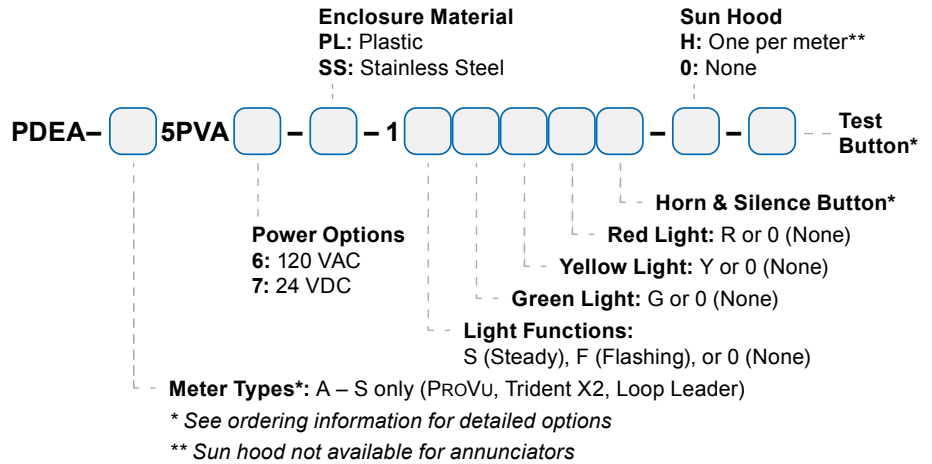 Enclosure Material
PL: Plastic
SS: Stainless Steel
Sun Hood
H: One per meter**
0: None
PDEA– 5PVA – – 1 – –
Test
Button*
Horn & Silence Button*
Red Light: R or 0 (None)
Yellow Light: Y or 0 (None)
Green Light: G or 0 (None)
Power Options
6: 120 VAC
7: 24 VDC
Light Functions:
S (Steady), F (Flashing), or 0 (None)
Meter Types*: A – S only (PROVU, Trident X2, Loop Leader)
* See ordering information for detailed options
** Sun hood not available for annunciators